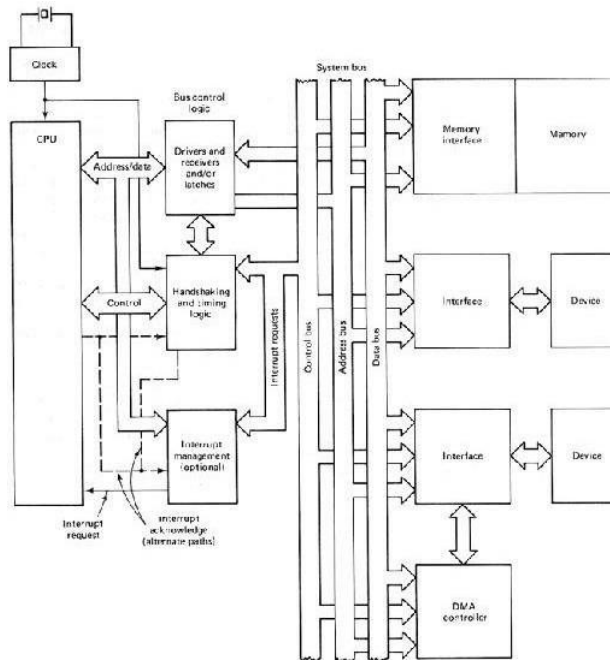 Clock
System bus
Bus control
logic
CPU
Drivers and
receivers
and/or
latches
Address/data
Memory
interface
Mamory
Handshaking
and timing
logic
Control
Interface
Device
Interrupt requests
Control bus
Address bus
Data bus
Interrupt
management
(optional)
Interface
Device
Interrupt
request
Interrupt
acknowledge
(alternate paths)
DMA
controller